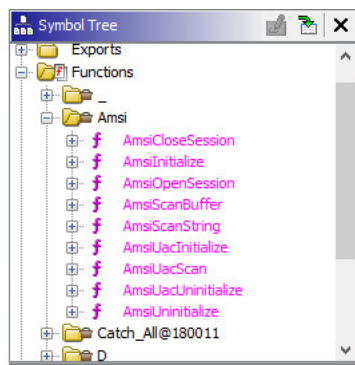 Symbol Tree
Exports
Functions
_
Amsi
AmsiCloseSession
AmsiInitialize
AmsiOpenSession
AmsiScanBuffer
AmsiScanString
AmsiUacInitialize
AmsiUacScan
AmsiUacUninitialize
AmsiUninitialize
Catch_All@180011
D